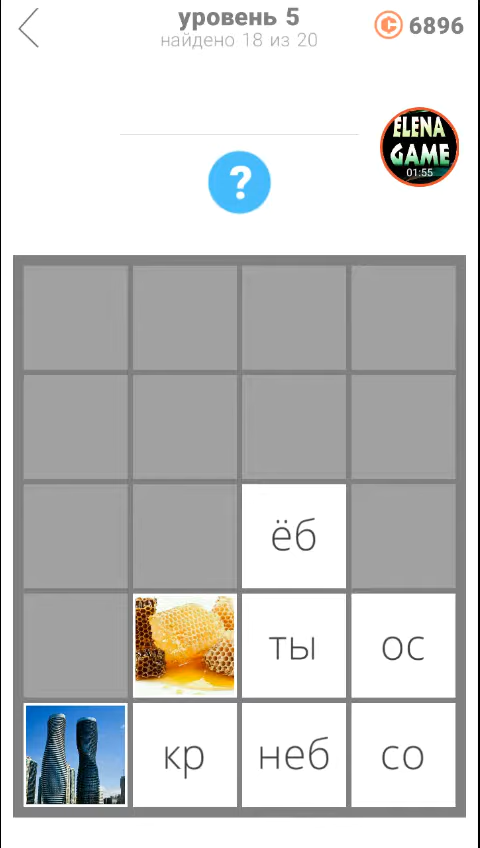 уровень 5
найдено 18 из 20
6896
ELENA
GAME
01:55
?
ёб
ты
ос
кр
неб
со